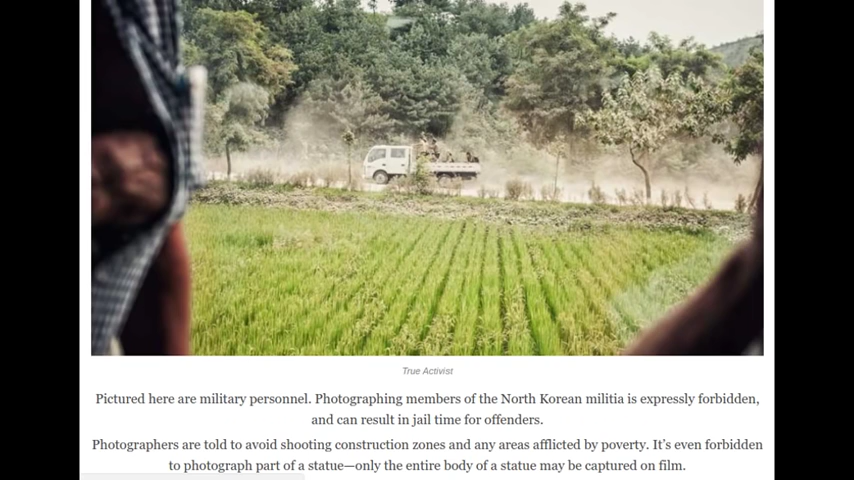 True Activist
Pictured here are military personnel. Photographing members of the North Korean militia is expressly forbidden,
and can result in jail time for offenders.
Photographers are told to avoid shooting construction zones and any areas afflicted by poverty. It’s even forbidden
to photograph part of a statue—only the entire body of a statue may be captured on film.